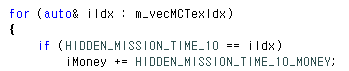 for (auto& iIdx : m_vecMCTexIdx)
{
    if (HIDDEN_MISSION_TIME_10 == iIdx)
        iMoney += HIDDEN_MISSION_TIME_10_MONEY;